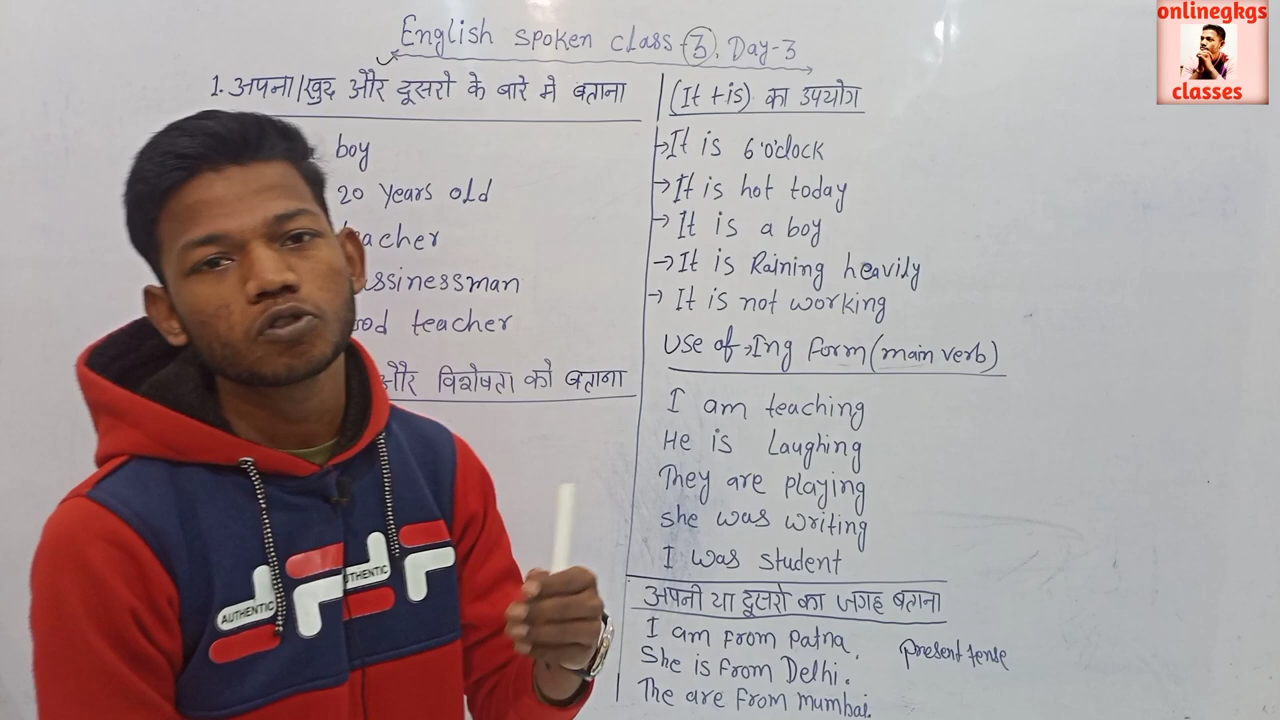 English spoken class-3, Day-3
1. अपना/खुद और दूसरो के बारे मे बताना
boy
20 years old
eacher
ussinessman
ood teacher
और विशेषता को बताना
(It + is) का उपयोग
→It is 6 o'clock
→It is hot today
→It is a boy
→It is Raining heavily
→It is not working
Use of → Ing form (main verb)
I am teaching
He is Laughing
They are playing
she was writing
I was student
अपनी या दूसरो का जगह बताना
I am from Patna.
She is from Delhi.
The are from mumbai.
present tense
onlinegkgs
classes
AUTHENTIC
AUTHENTIC